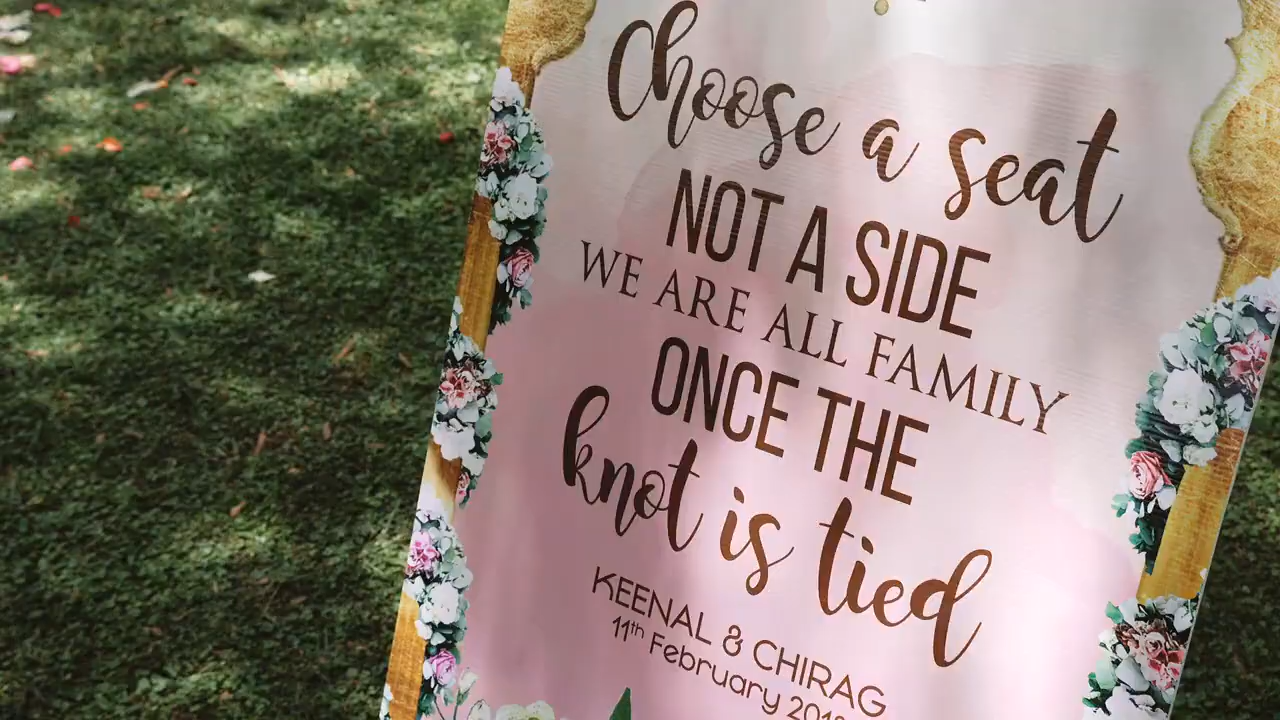 Choose a seat
NOT A SIDE
WE ARE ALL FAMILY
ONCE THE
knot is tied
KEENAL & CHIRAG
11th February